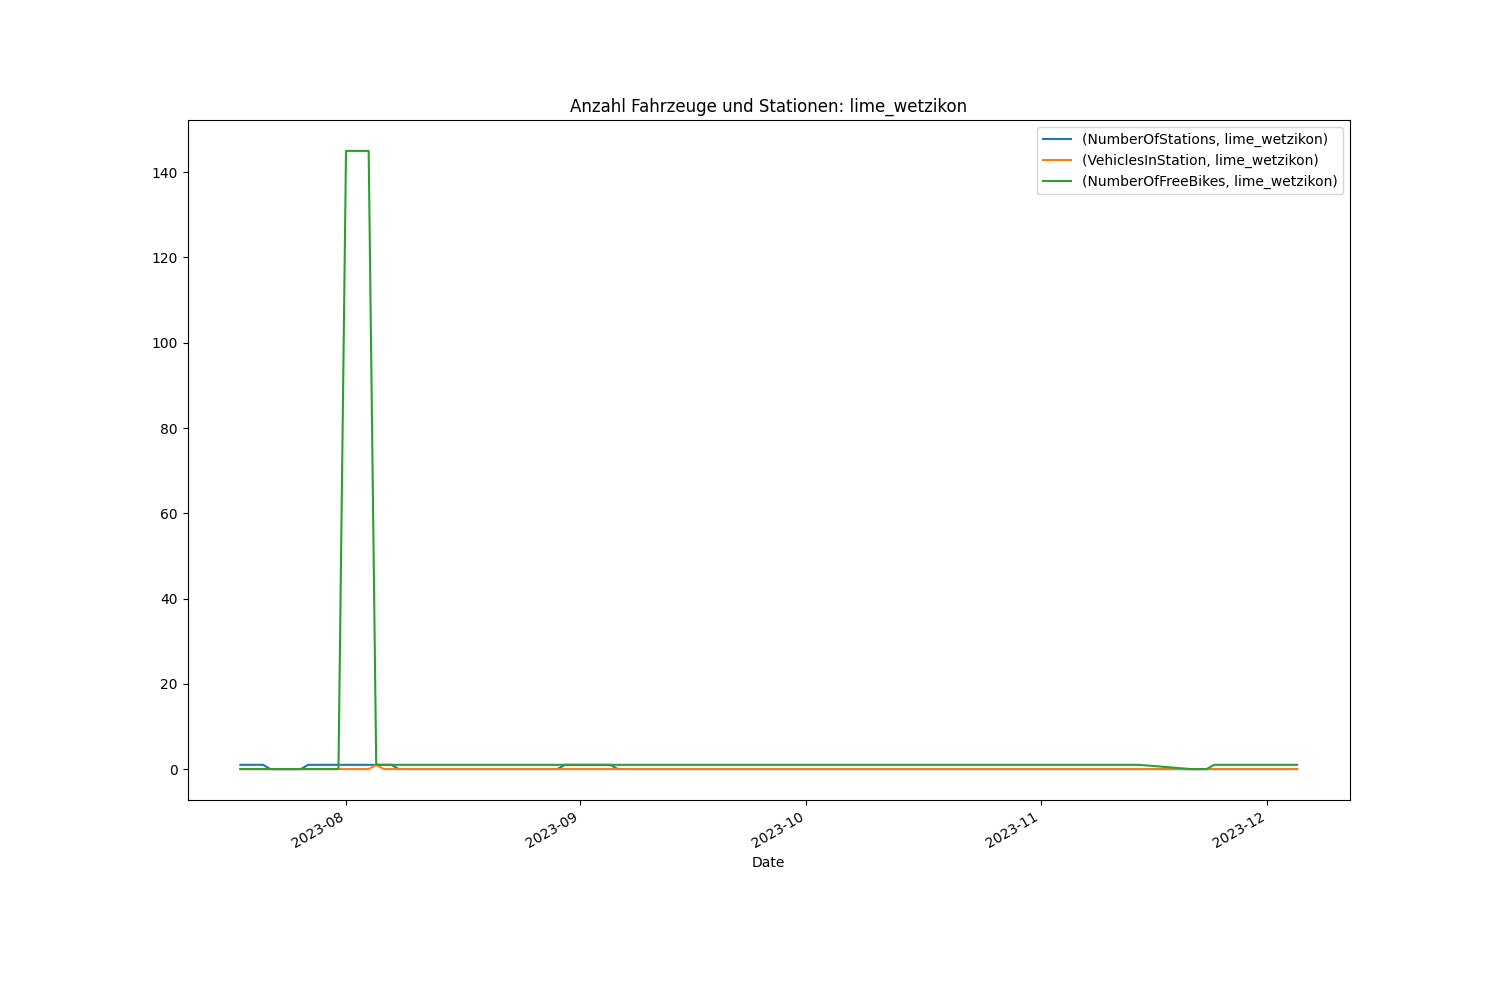 Anzahl Fahrzeuge und Stationen: lime_wetzikon
(NumberOfStations, lime_wetzikon)
(VehiclesInStation, lime_wetzikon)
(NumberOfFreeBikes, lime_wetzikon)
140
120
100
80
60
40
20
0
2023-08
2023-09
2023-10
2023-11
2023-12
Date